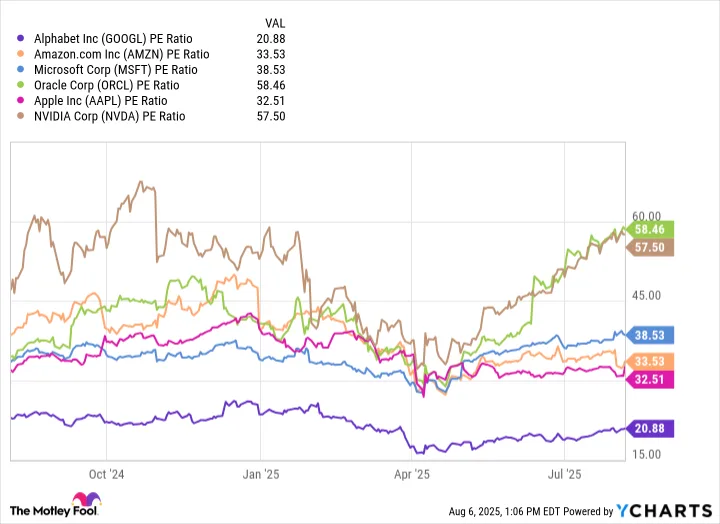 VAL
Alphabet Inc (GOOGL) PE Ratio 20.88
Amazon.com Inc (AMZN) PE Ratio 33.53
Microsoft Corp (MSFT) PE Ratio 38.53
Oracle Corp (ORCL) PE Ratio 58.46
Apple Inc (AAPL) PE Ratio 32.51
NVIDIA Corp (NVDA) PE Ratio 57.50
60.00
58.46
57.50
45.00
38.53
33.53
32.51
20.88
15.00
Oct '24 Jan '25 Apr '25 Jul '25
The Motley Fool. Aug 6, 2025, 1:06 PM EDT Powered by YCHARTS